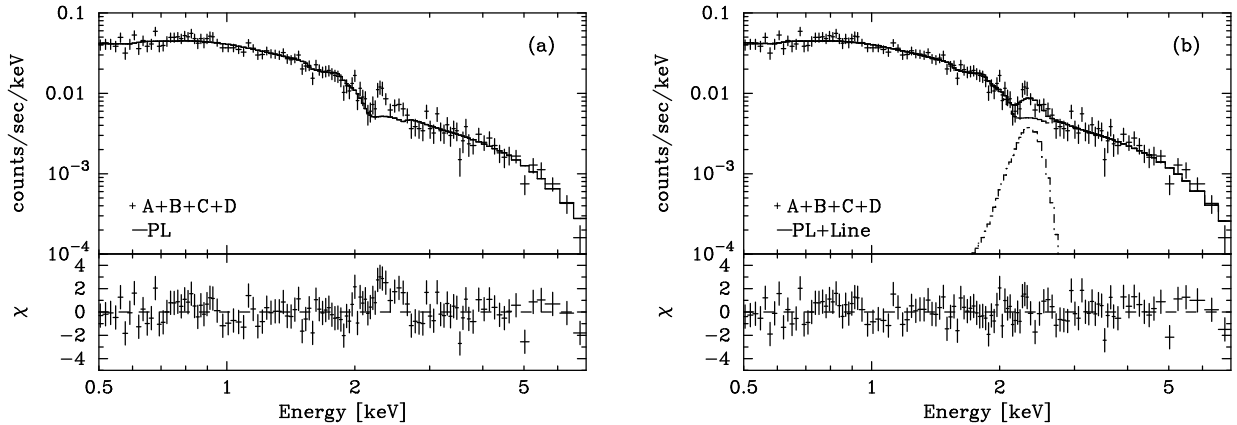 (a)
counts/sec/keV
0.1
0.01
10⁻³
10⁻⁴
A+B+C+D
PL
χ
4
2
0
−2
−4
0.5 1 2 5
Energy [keV]
(b)
counts/sec/keV
0.1
0.01
10⁻³
10⁻⁴
A+B+C+D
PL+Line
χ
4
2
0
−2
−4
0.5 1 2 5
Energy [keV]